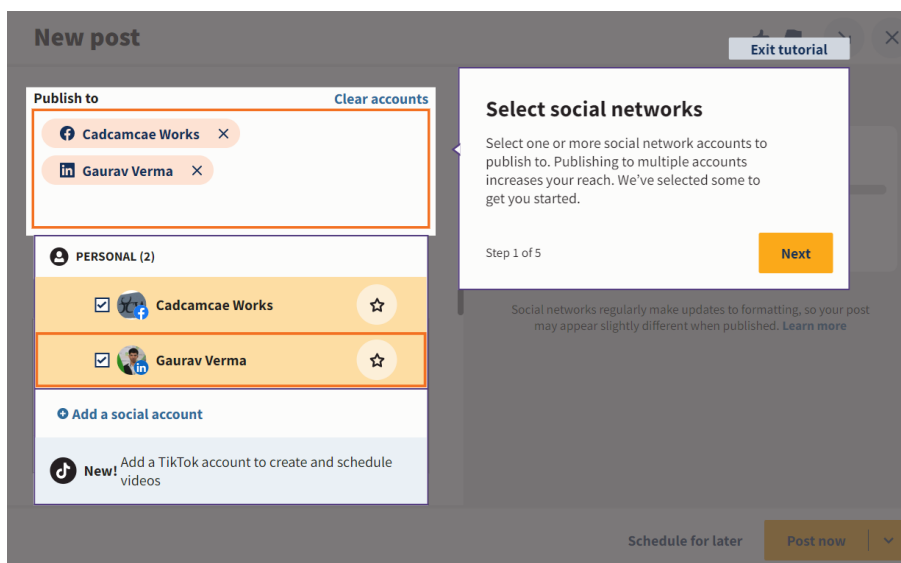 New post
Exit tutorial
Publish to
Clear accounts
Cadcamcae Works
Gaurav Verma
Select social networks
Select one or more social network accounts to
publish to. Publishing to multiple accounts
increases your reach. We've selected some to
get you started.
Step 1 of 5
Next
PERSONAL (2)
Cadcamcae Works
Gaurav Verma
Add a social account
New! Add a TikTok account to create and schedule
videos
Social networks regularly make updates to formatting, so your post
may appear slightly different when published. Learn more
Schedule for later
Post now